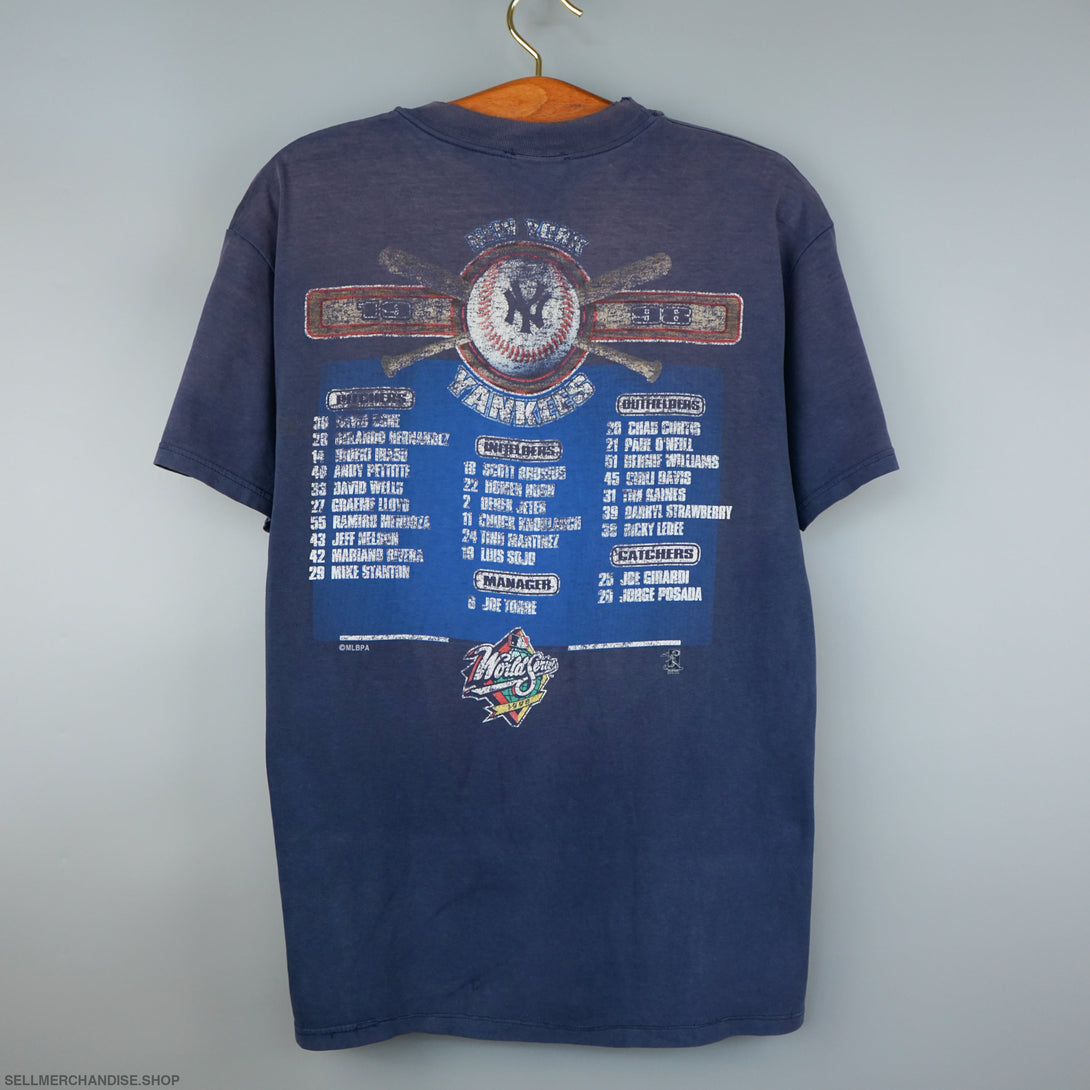 NEW YORK
19 NY 98
YANKEES
PITCHERS
36 DAVID CONE
26 ORLANDO HERNANDEZ
14 HIDEKI IRABU
46 ANDY PETTITE
33 DAVID WELLS
27 GRAEME LLOYD
55 RAMIRO MENDOZA
43 JEFF NELSON
42 MARIANO RIVERA
29 MIKE STANTON
INFIELDERS
18 SCOTT BROSIUS
22 HOMER BUSH
2 DEREK JETER
11 CHUCK KNOBLAUCH
24 TINO MARTINEZ
19 LUIS SOJO
MANAGER
6 JOE TORRE
OUTFIELDERS
28 CHAD CURTIS
21 PAUL O'NEILL
51 BERNIE WILLIAMS
45 CHILI DAVIS
31 TIM RAINES
39 DARRYL STRAWBERRY
38 RICKY LEDEE
CATCHERS
25 JOE GIRARDI
20 JORGE POSADA
©MLBPA
World Series
1998
SELLMERCHANDISE.SHOP